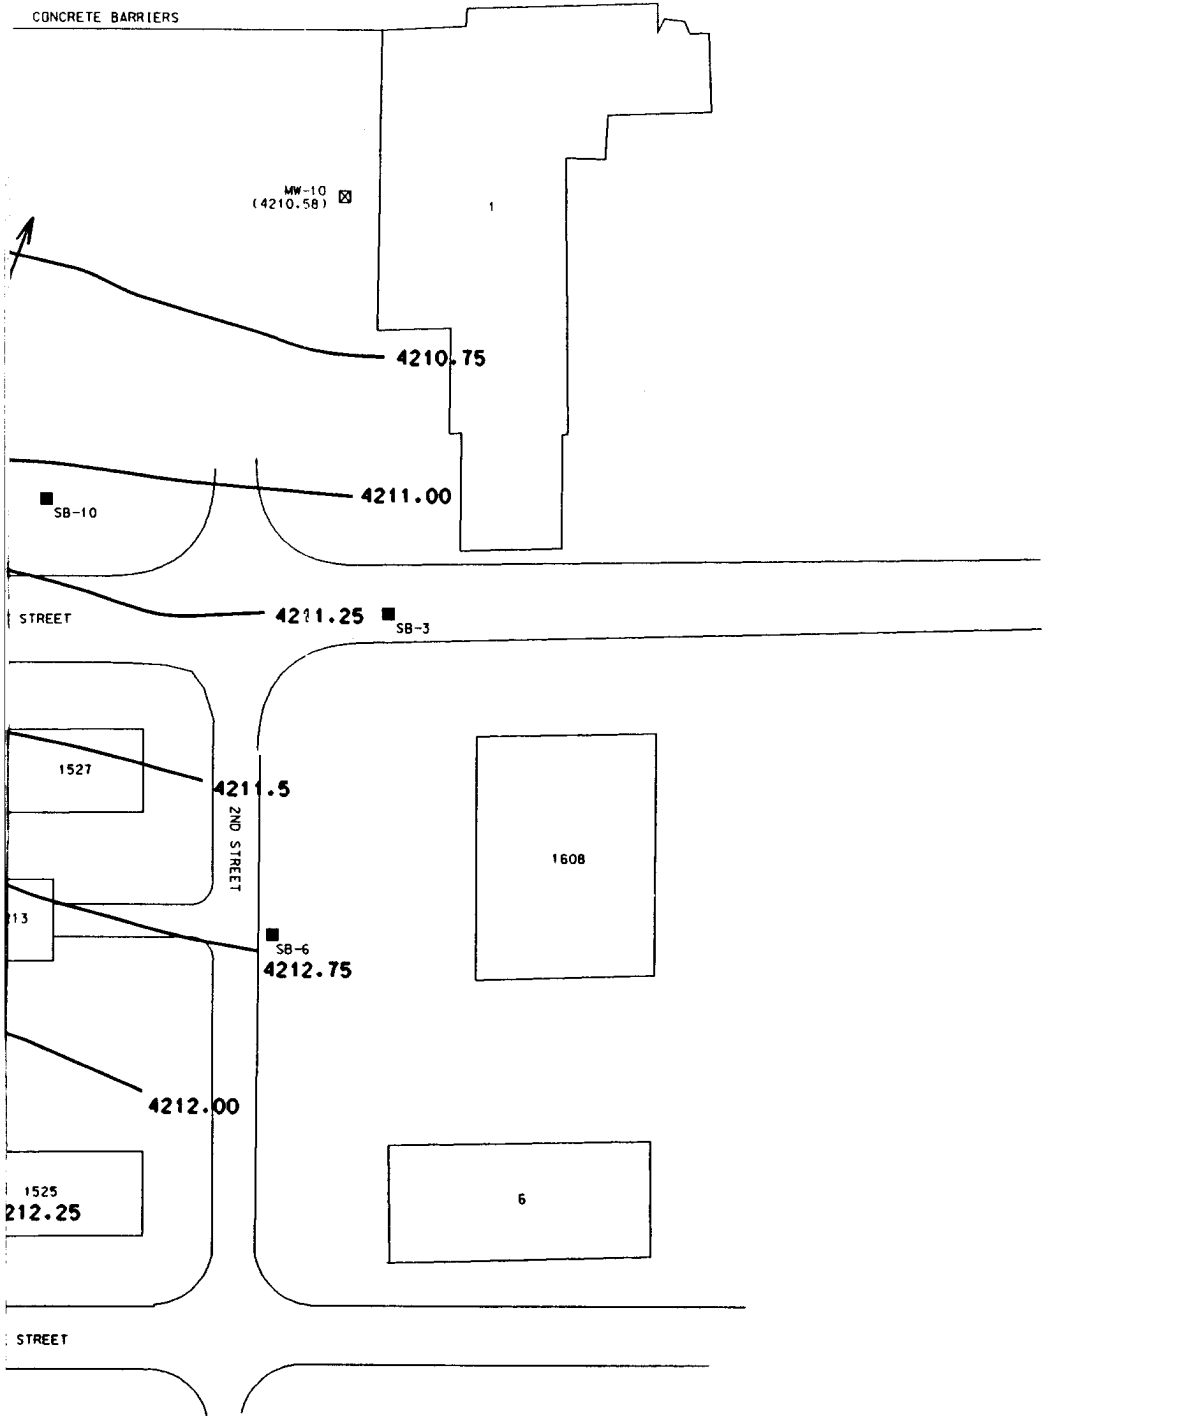 CONCRETE BARRIERS
MW-10
(4210.58)
1
4210.75
4211.00
SB-10
4211.25
STREET
SB-3
1527
4211.5
2ND STREET
1608
213
SB-6
4212.75
4212.00
1525
212.25
6
STREET